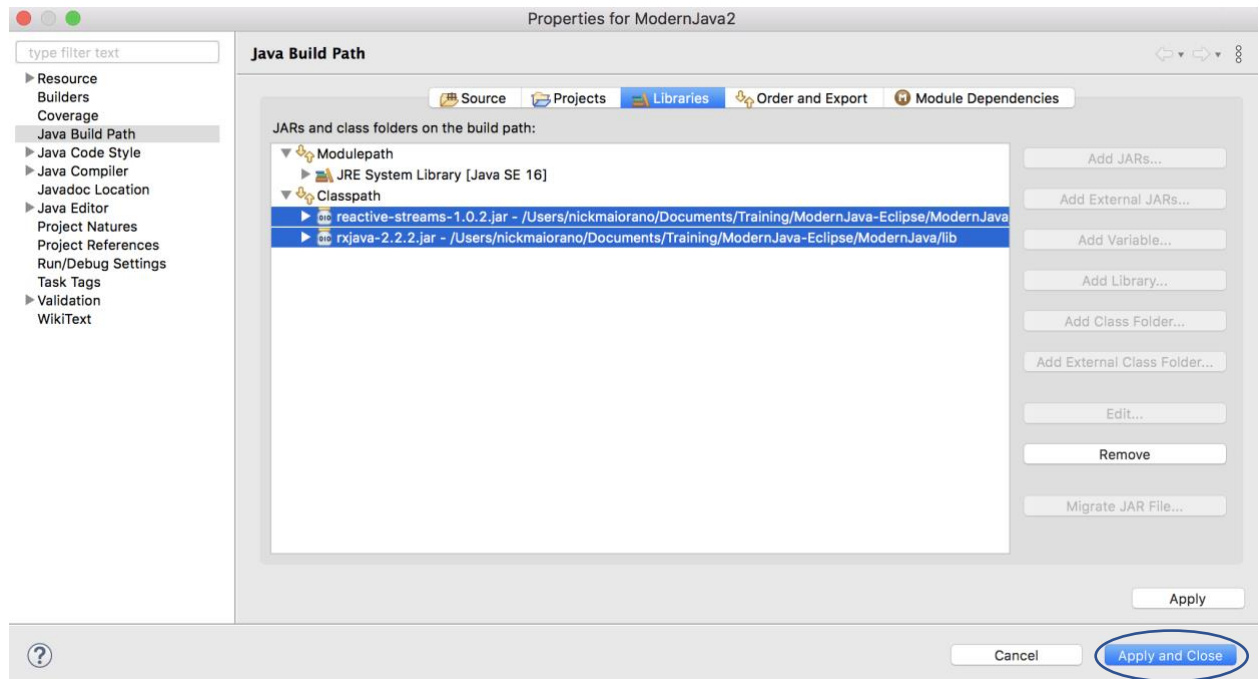 Properties for ModernJava2
type filter text
Resource
Builders
Coverage
Java Build Path
Java Code Style
Java Compiler
Javadoc Location
Java Editor
Project Natures
Project References
Run/Debug Settings
Task Tags
Validation
WikiText
Java Build Path
Source Projects Libraries Order and Export Module Dependencies
JARs and class folders on the build path:
Modulepath
JRE System Library [Java SE 16]
Classpath
reactive-streams-1.0.2.jar - /Users/nickmaiorano/Documents/Training/ModernJava-Eclipse/ModernJava
rxjava-2.2.2.jar - /Users/nickmaiorano/Documents/Training/ModernJava-Eclipse/ModernJava/lib
Add JARs...
Add External JARs...
Add Variable...
Add Library...
Add Class Folder...
Add External Class Folder...
Edit...
Remove
Migrate JAR File...
Apply
?
Cancel
Apply and Close